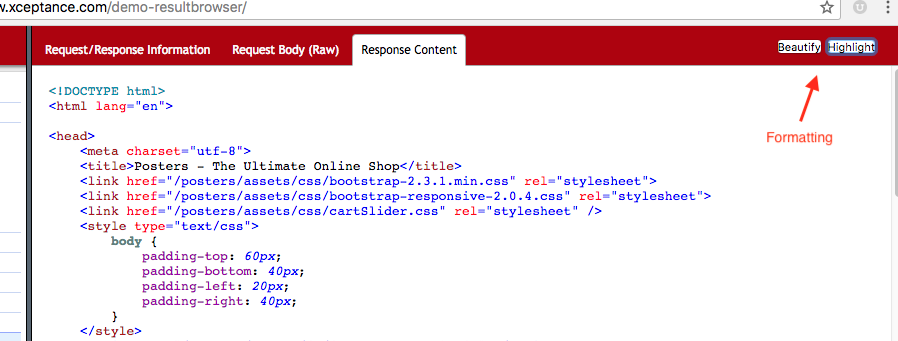 w.xceptance.com/demo-resultbrowser/
Request/Response Information Request Body (Raw) Response Content Beautify Highlight
Formatting
<!DOCTYPE html>
<html lang="en">
<head>
<meta charset="utf-8">
<title>Posters - The Ultimate Online Shop</title>
<link href="/posters/assets/css/bootstrap-2.3.1.min.css" rel="stylesheet">
<link href="/posters/assets/css/bootstrap-responsive-2.0.4.css" rel="stylesheet">
<link href="/posters/assets/css/cartSlider.css" rel="stylesheet" />
<style type="text/css">
body {
padding-top: 60px;
padding-bottom: 40px;
padding-left: 20px;
padding-right: 40px;
}
</style>